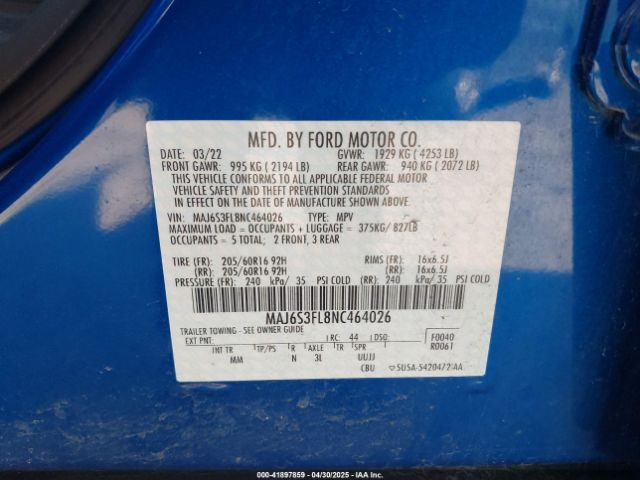 MFD. BY FORD MOTOR CO.
DATE: 03/22 GVWR: 1929 KG ( 4253 LB)
FRONT GAWR: 995 KG ( 2194 LB) REAR GAWR: 940 KG ( 2072 LB)
THIS VEHICLE CONFORMS TO ALL APPLICABLE FEDERAL MOTOR
VEHICLE SAFETY AND THEFT PREVENTION STANDARDS
IN EFFECT ON THE DATE OF MANUFACTURE SHOWN ABOVE.
VIN: MAJ6S3FL8NC464026 TYPE: MPV
MAXIMUM LOAD = OCCUPANTS + LUGGAGE = 375KG/ 827LB
OCCUPANTS = 5 TOTAL; 2 FRONT, 3 REAR
TIRE (FR): 205/60R16 92H RIMS (FR): 16x6.5J
(RR): 205/60R16 92H (RR): 16x6.5J
PRESSURE (FR): 240 kPa/ 35 PSI COLD (RR): 240 kPa/ 35 PSI COLD
MAJ6S3FL8NC464026
TRAILER TOWING - SEE OWNER GUIDE
EXT PNT: RC: 44 DSO: F0040
R0061
INT TR TP/PS R AXLE TR SPR
MM N 3L UUJJ
CBU 5U5A-5420472-AA
000-41897859 - 04/30/2025 - IAA Inc.